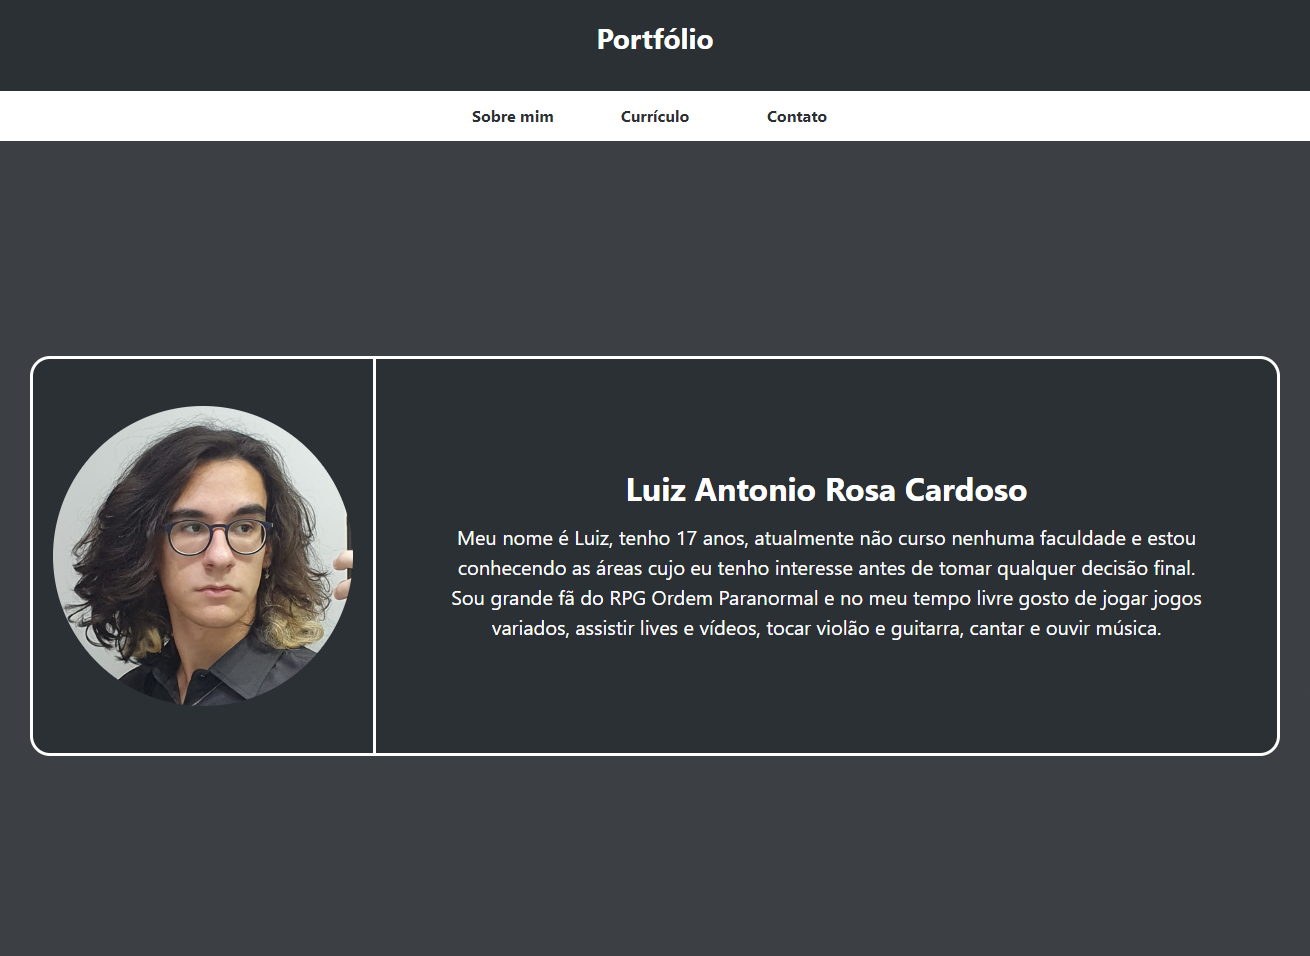 Portfólio
Sobre mim Currículo Contato
Luiz Antonio Rosa Cardoso
Meu nome é Luiz, tenho 17 anos, atualmente não curso nenhuma faculdade e estou
conhecendo as áreas cujo eu tenho interesse antes de tomar qualquer decisão final.
Sou grande fã do RPG Ordem Paranormal e no meu tempo livre gosto de jogar jogos
variados, assistir lives e vídeos, tocar violão e guitarra, cantar e ouvir música.